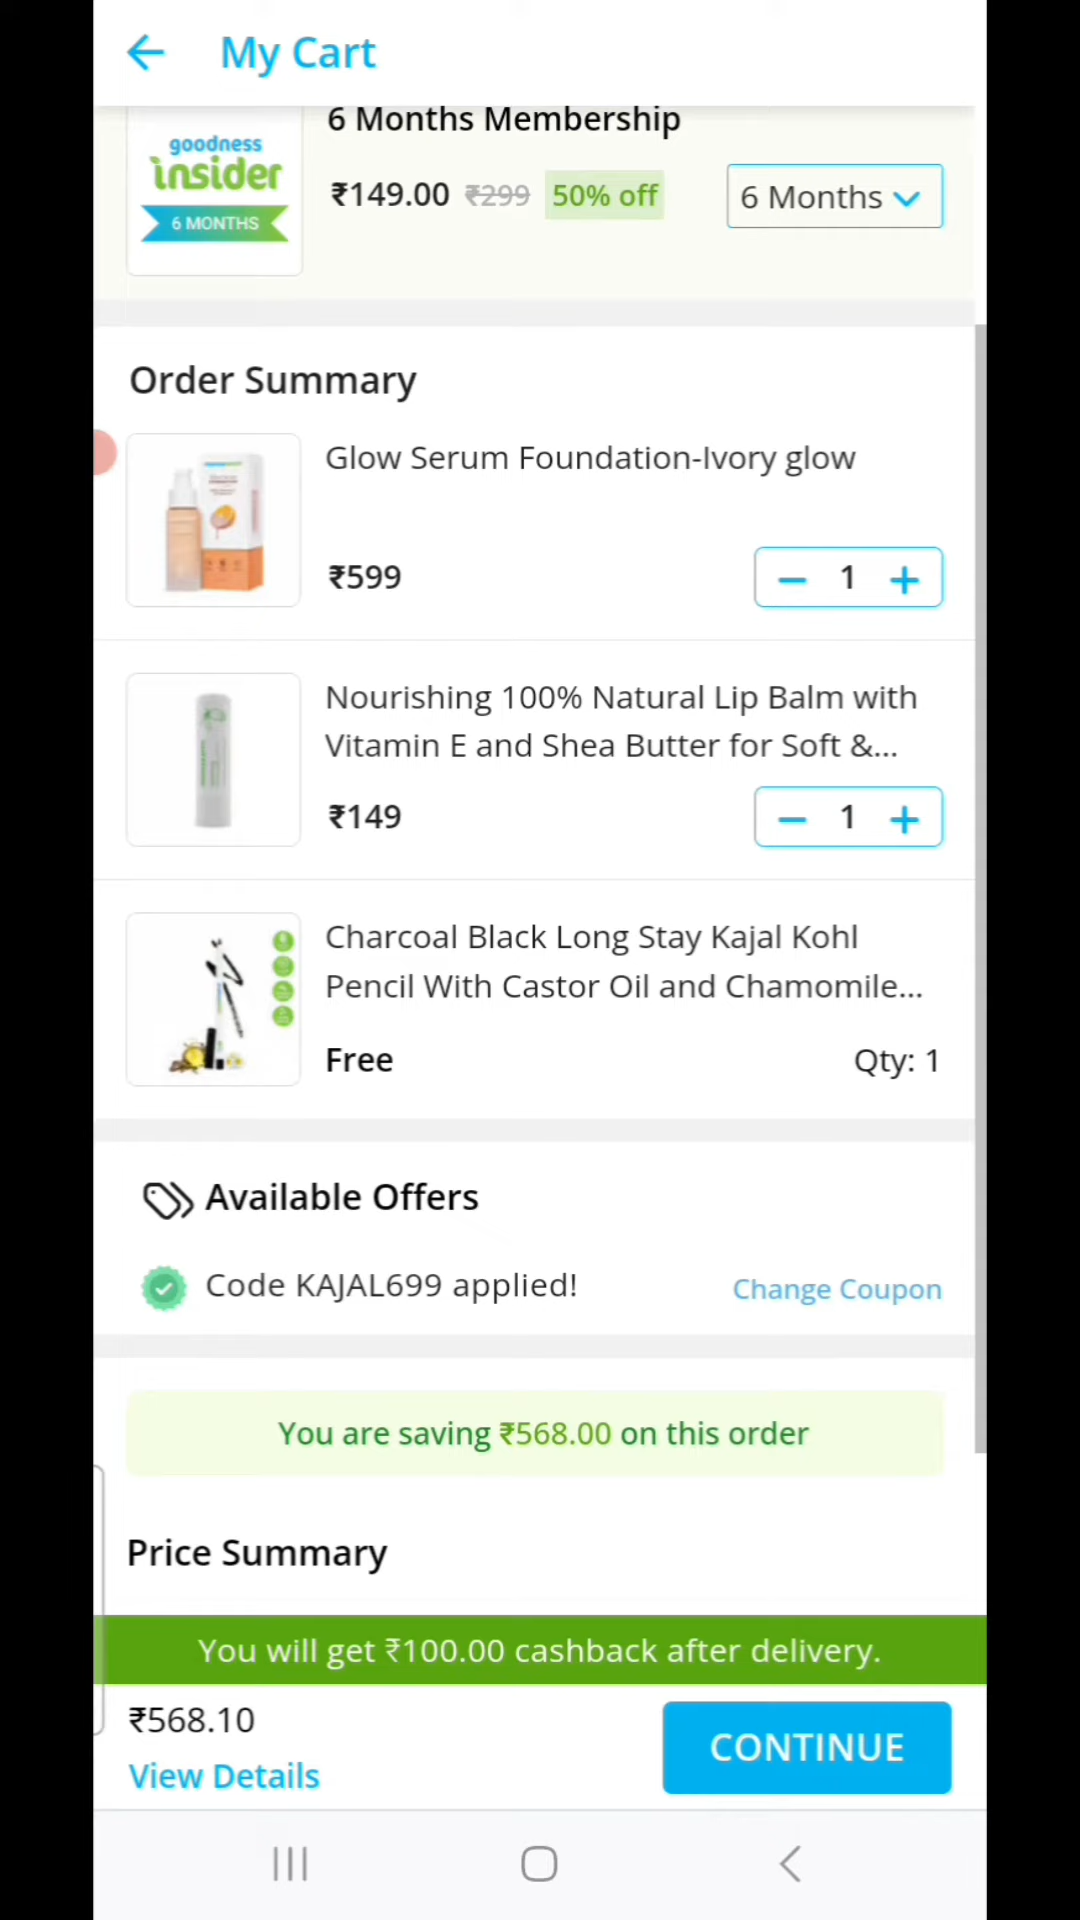 My Cart
6 Months Membership
goodness
insider
6 MONTHS
₹149.00 ₹299 50% off
6 Months
Order Summary
Glow Serum Foundation-Ivory glow
₹599
1
Nourishing 100% Natural Lip Balm with
Vitamin E and Shea Butter for Soft &...
₹149
1
Charcoal Black Long Stay Kajal Kohl
Pencil With Castor Oil and Chamomile...
Free
Qty: 1
Available Offers
Code KAJAL699 applied!
Change Coupon
You are saving ₹568.00 on this order
Price Summary
You will get ₹100.00 cashback after delivery.
₹568.10
CONTINUE
View Details